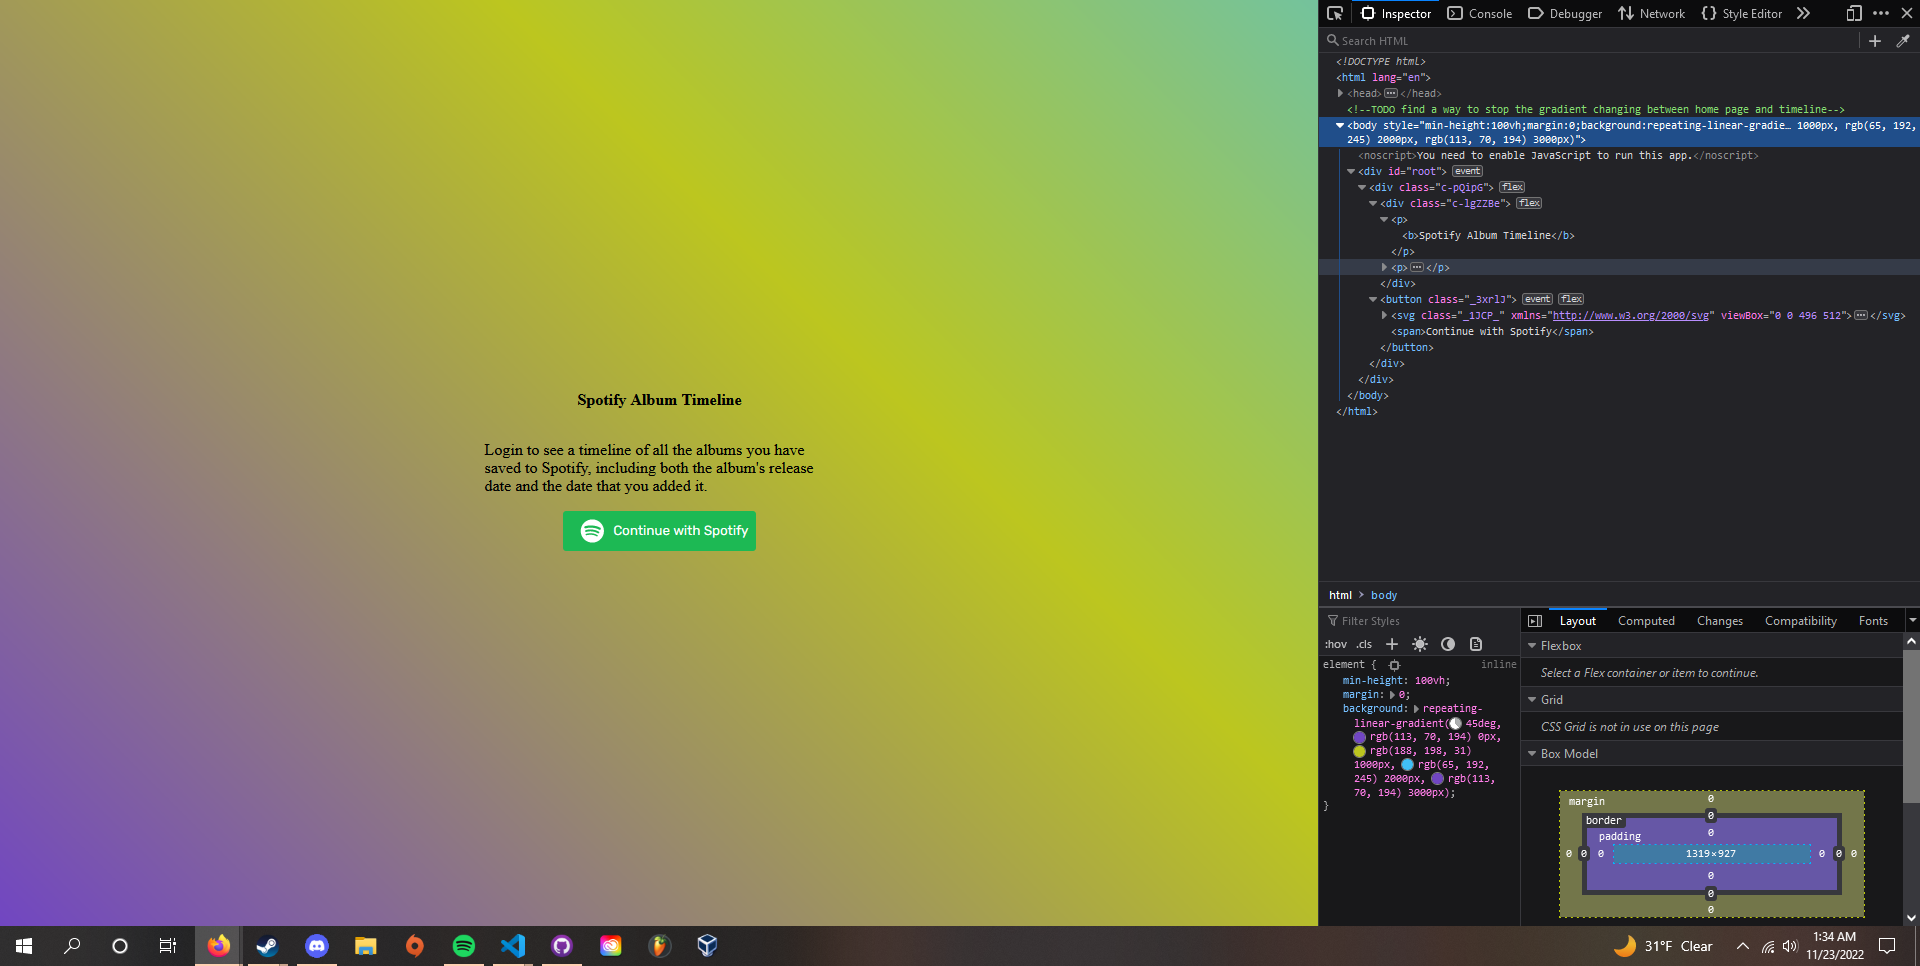 Spotify Album Timeline
Login to see a timeline of all the albums you have
saved to Spotify, including both the album's release
date and the date that you added it.
Continue with Spotify
Inspector
Console
Debugger
Network
Style Editor
Search HTML
<!DOCTYPE html>
<html lang="en">
<head>⋯</head>
<!--TODO find a way to stop the gradient changing between home page and timeline-->
<body style="min-height:100vh;margin:0;background:repeating-linear-gradie… 1000px, rgb(65, 192,
245) 2000px, rgb(113, 70, 194) 3000px)">
<noscript>You need to enable JavaScript to run this app.</noscript>
<div id="root"> event
<div class="c-pQipG"> flex
<div class="c-lgZZBe"> flex
<p>
<b>Spotify Album Timeline</b>
</p>
<p>⋯</p>
</div>
<button class="_3xrlJ"> event flex
<svg class="_1JCP_" xmlns="http://www.w3.org/2000/svg" viewBox="0 0 496 512">⋯</svg>
<span>Continue with Spotify</span>
</button>
</div>
</div>
</body>
</html>
html > body
Filter Styles
:hov .cls +
element { inline
min-height: 100vh;
margin: 0;
background: repeating-
linear-gradient( 45deg,
rgb(113, 70, 194) 0px,
rgb(188, 198, 31)
1000px, rgb(65, 192,
245) 2000px, rgb(113,
70, 194) 3000px);
}
Layout
Computed
Changes
Compatibility
Fonts
Flexbox
Select a Flex container or item to continue.
Grid
CSS Grid is not in use on this page
Box Model
margin 0
border 0
padding 0
0 0 0 1319×927 0 0 0
0
0
0
31°F Clear
1:34 AM
11/23/2022